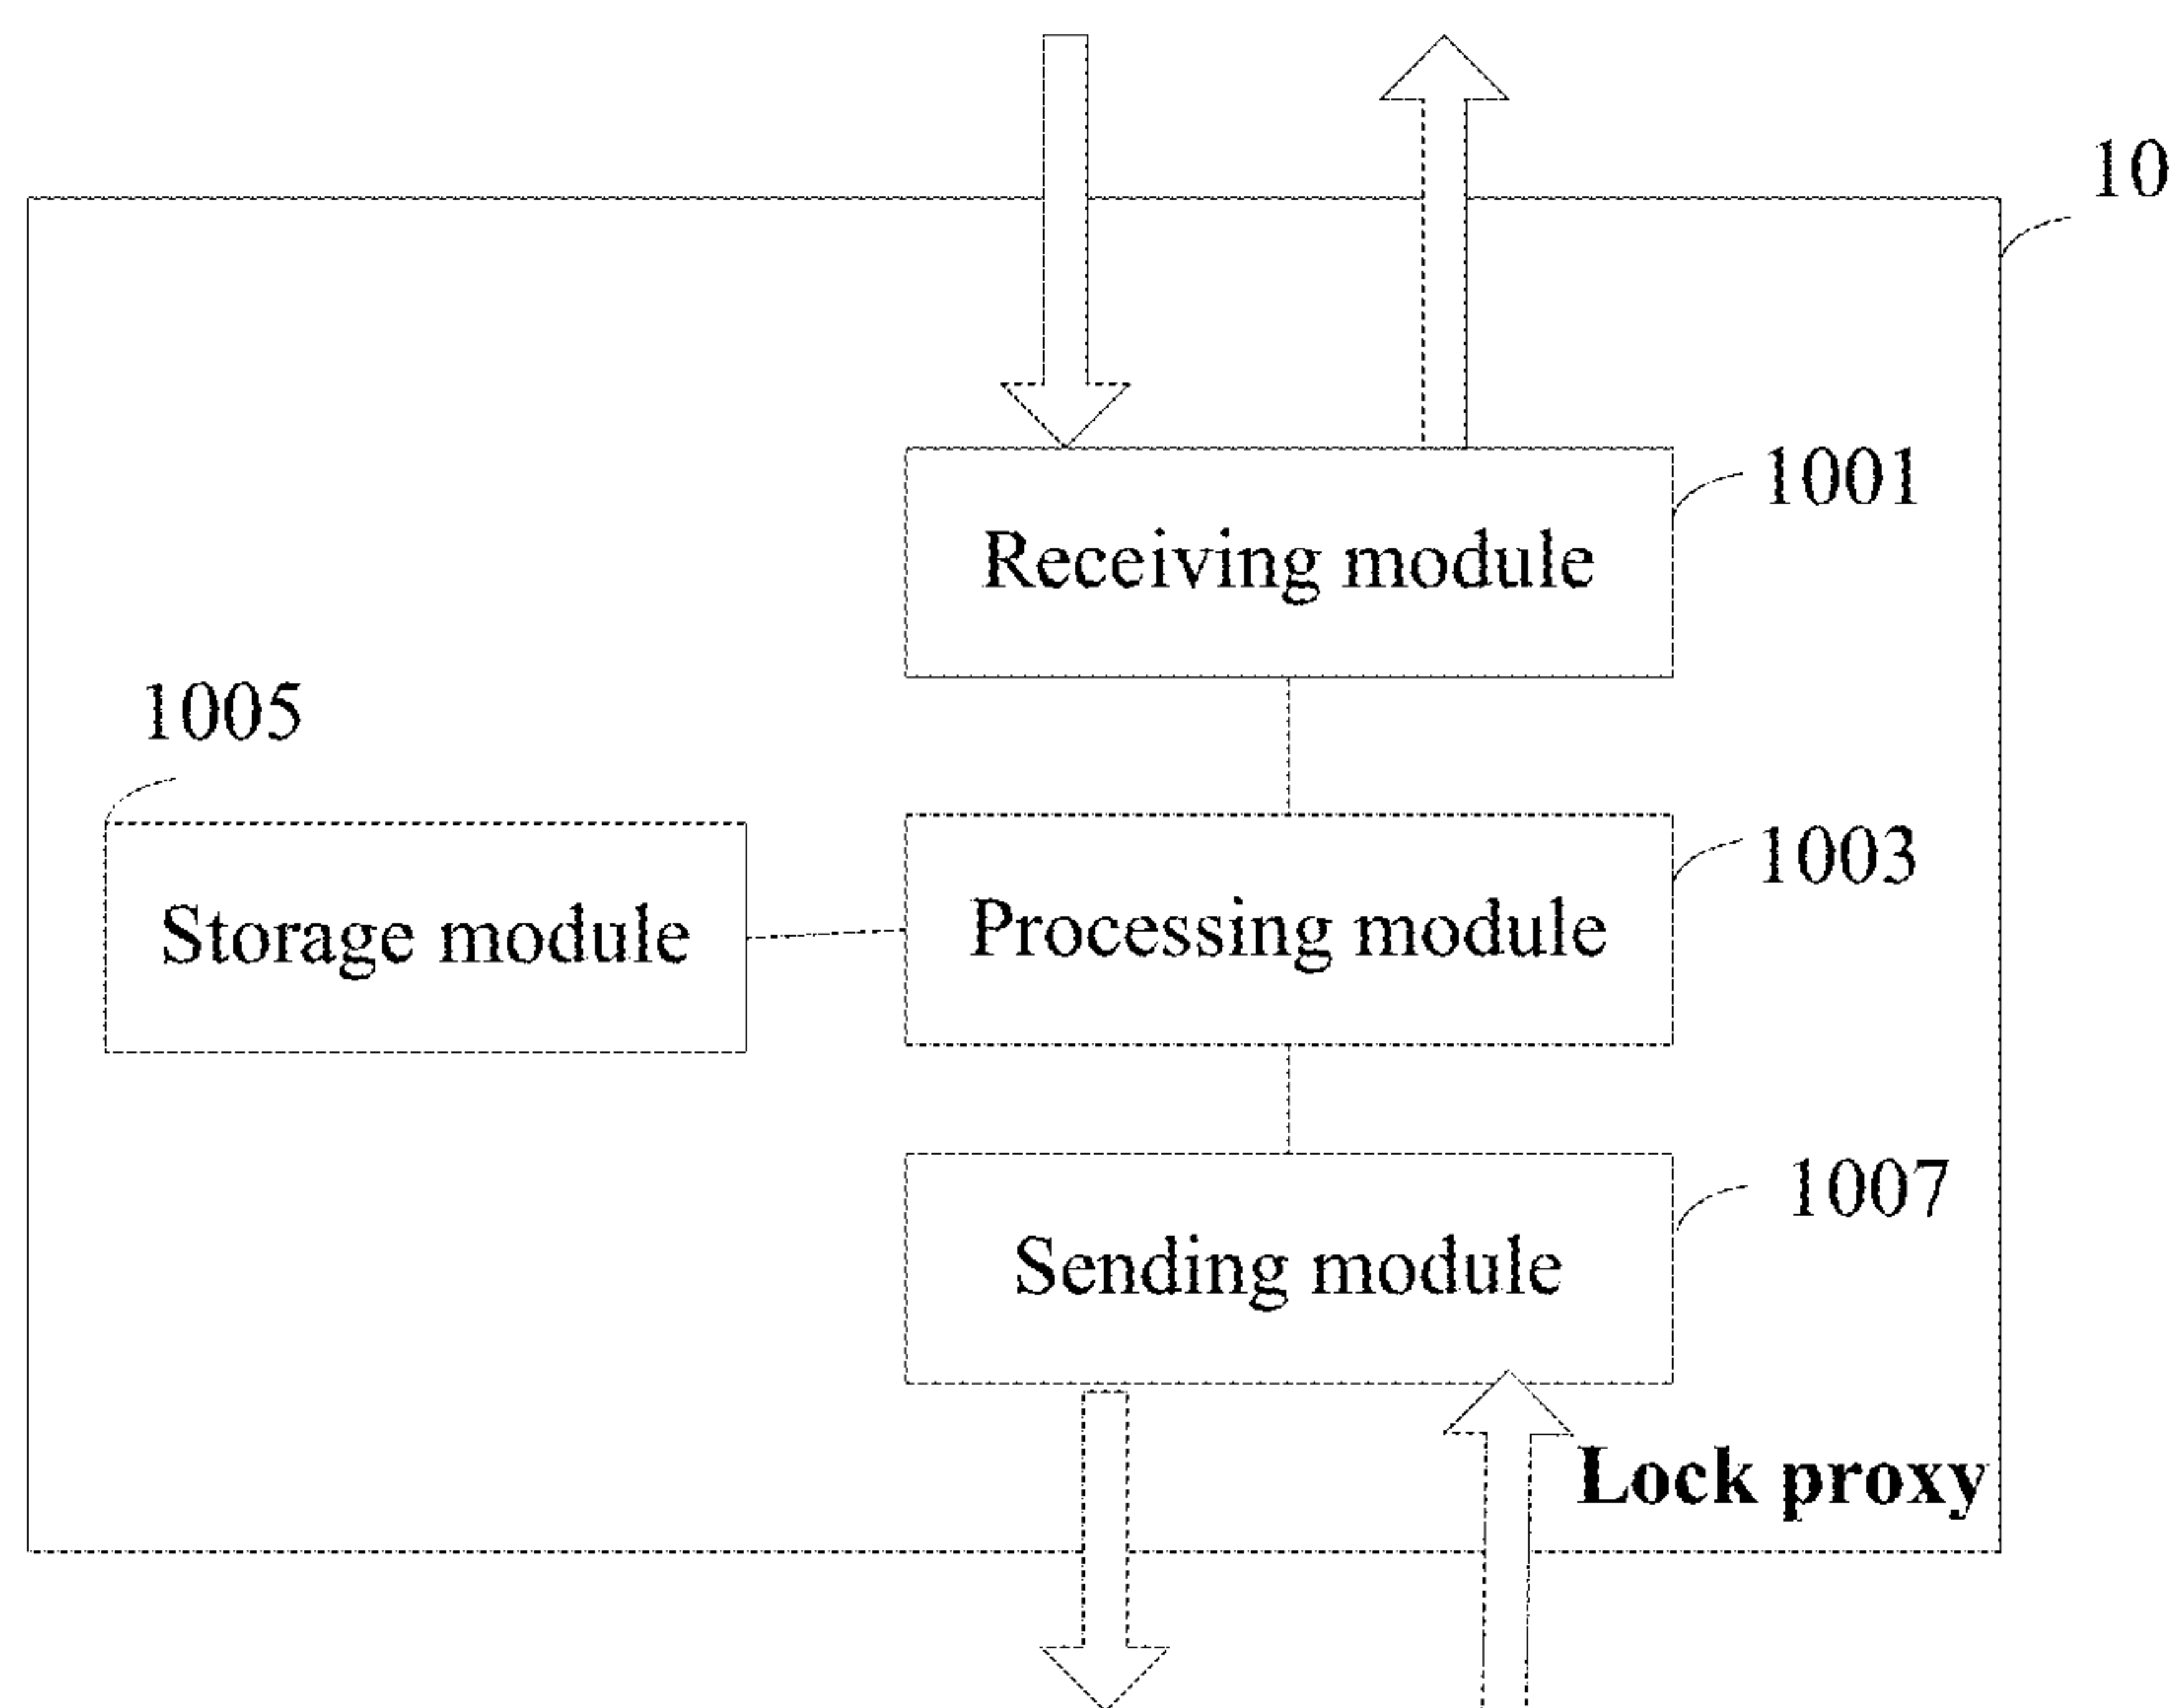 10
1001
Receiving module
1005
1003
Storage module
Processing module
1007
Sending module
Lock proxy